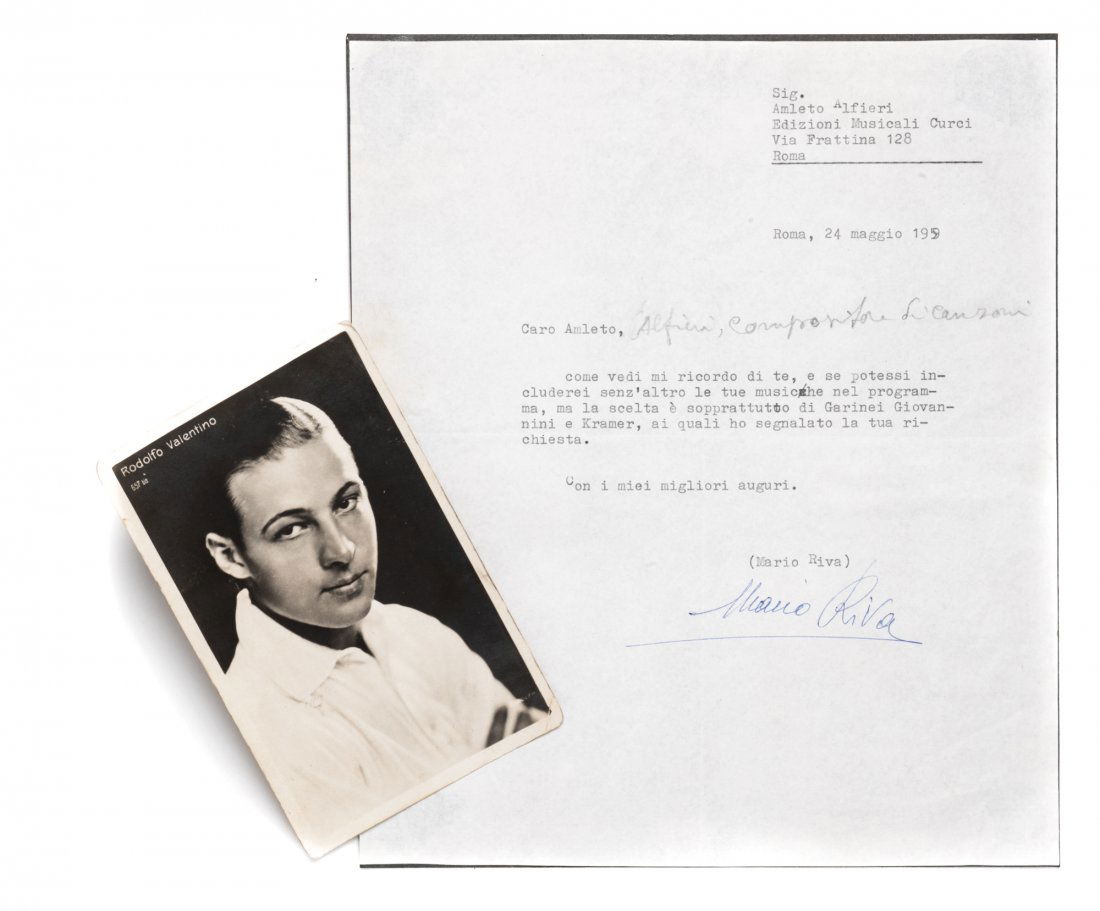 Sig.
Amleto Alfieri
Edizioni Musicali Curci
Via Frattina 128
Roma
Roma, 24 maggio 1959
Caro Amleto, Alfieri, compositore di canzoni
come vedi mi ricordo di te, e se potessi in-
cluderei senz'altro le tue musiche nel program-
ma, ma la scelta è sopprattutto di Garinei Giovan-
nini e Kramer, ai quali ho segnalato la tua ri-
chiesta.
Con i miei migliori auguri.
(Mario Riva)
Mario Riva
Rodolfo Valentino